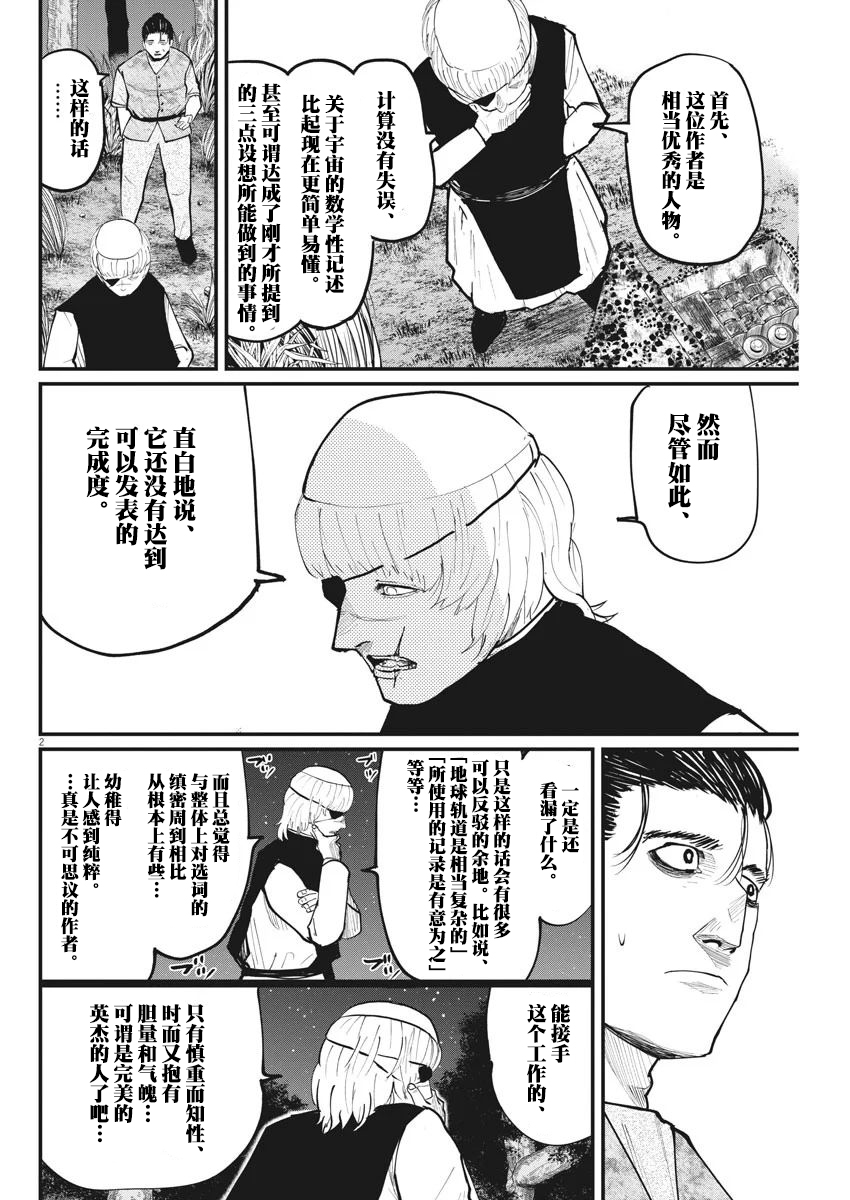 首先、
这位作者是
相当优秀的人物。
计算没有失误、
关于宇宙的数学性记述
比起现在更简单易懂。
甚至可谓达成了刚才所提到
的三点设想所能做到的事情。
这样的话
……
然而
尽管如此、
直白地说、
它还没有达到
可以发表的
完成度。
2
一定是还
看漏了什么。
只是这样的话会有很多
可以反驳的余地。比如说、
「地球轨道是相当复杂的」
「所使用的记录是有意为之」
等等…
而且总觉得
与整体上对选词的
缜密周到相比
从根本上有些…
幼稚得
让人感到纯粹。
…真是不可思议的作者。
能接手
这个工作的、
只有慎重而知性、
时而又抱有
胆量和气魄…
可谓是完美的
英杰的人了吧…